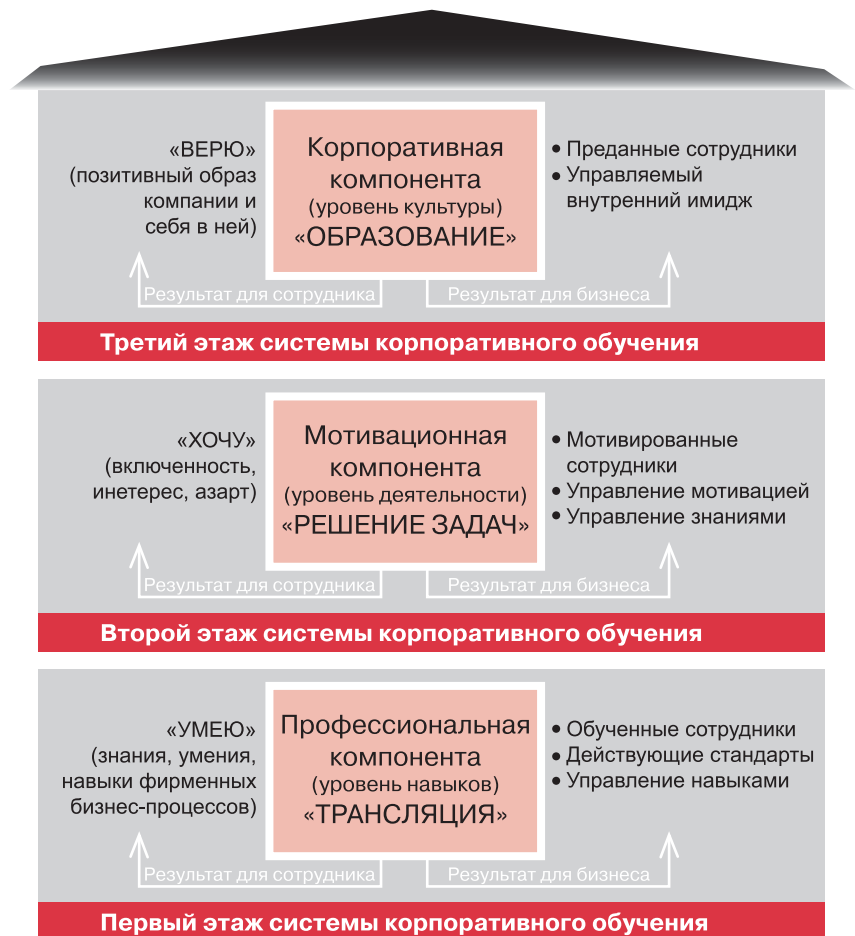 «ВЕРЮ»
(позитивный образ
компании и
себя в ней)
Корпоративная
компонента
(уровень культуры)
«ОБРАЗОВАНИЕ»
• Преданные сотрудники
• Управляемый
внутренний имидж
Результат для сотрудника
Результат для бизнеса
Третий этаж системы корпоративного обучения
«ХОЧУ»
(включенность,
инетерес, азарт)
Мотивационная
компонента
(уровень деятельности)
«РЕШЕНИЕ ЗАДАЧ»
• Мотивированные
сотрудники
• Управление мотивацией
• Управление знаниями
Результат для сотрудника
Результат для бизнеса
Второй этаж системы корпоративного обучения
«УМЕЮ»
(знания, умения,
навыки фирменных
бизнес-процессов)
Профессиональная
компонента
(уровень навыков)
«ТРАНСЛЯЦИЯ»
• Обученные сотрудники
• Действующие стандарты
• Управление навыками
Результат для сотрудника
Результат для бизнеса
Первый этаж системы корпоративного обучения